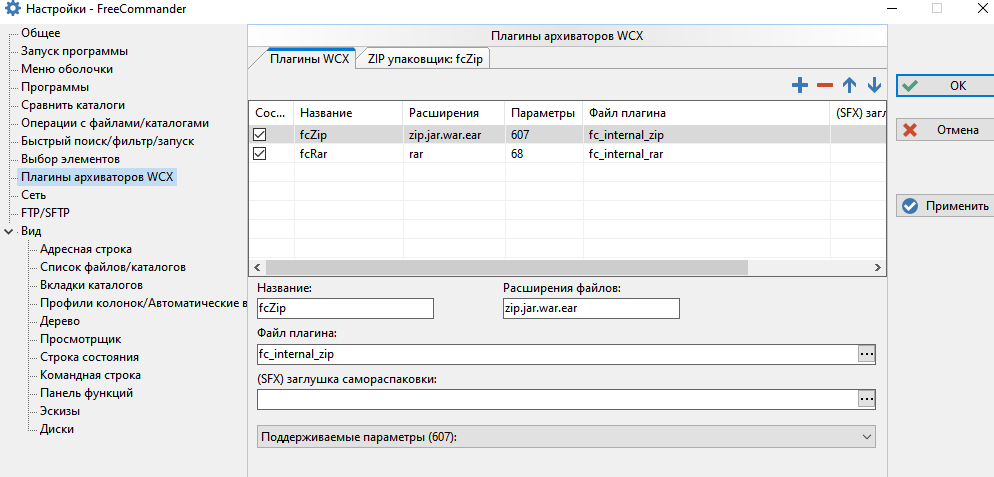 Настройки - FreeCommander
Общее
Запуск программы
Меню оболочки
Программы
Сравнить каталоги
Операции с файлами/каталогами
Быстрый поиск/фильтр/запуск
Выбор элементов
Плагины архиваторов WCX
Сеть
FTP/SFTP
Вид
Адресная строка
Список файлов/каталогов
Вкладки каталогов
Профили колонок/Автоматические в
Дерево
Просмотрщик
Строка состояния
Командная строка
Панель функций
Эскизы
Диски
Плагины архиваторов WCX
Плагины WCX ZIP упаковщик: fcZip
Сос... Название Расширения Параметры Файл плагина (SFX) загл
fcZip zip.jar.war.ear 607 fc_internal_zip
fcRar rar 68 fc_internal_rar
Название: Расширения файлов:
fcZip zip.jar.war.ear
Файл плагина:
fc_internal_zip ...
(SFX) заглушка самораспаковки:
...
Поддерживаемые параметры (607):
OK
Отмена
Применить